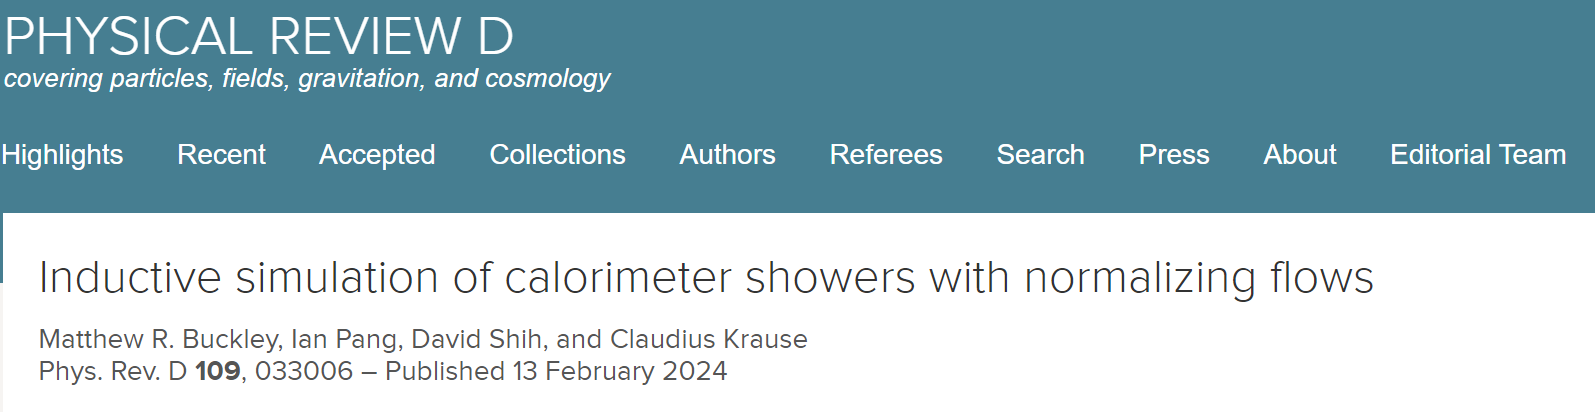 PHYSICAL REVIEW D
covering particles, fields, gravitation, and cosmology
Highlights Recent Accepted Collections Authors Referees Search Press About Editorial Team
Inductive simulation of calorimeter showers with normalizing flows
Matthew R. Buckley, Ian Pang, David Shih, and Claudius Krause
Phys. Rev. D 109, 033006 – Published 13 February 2024